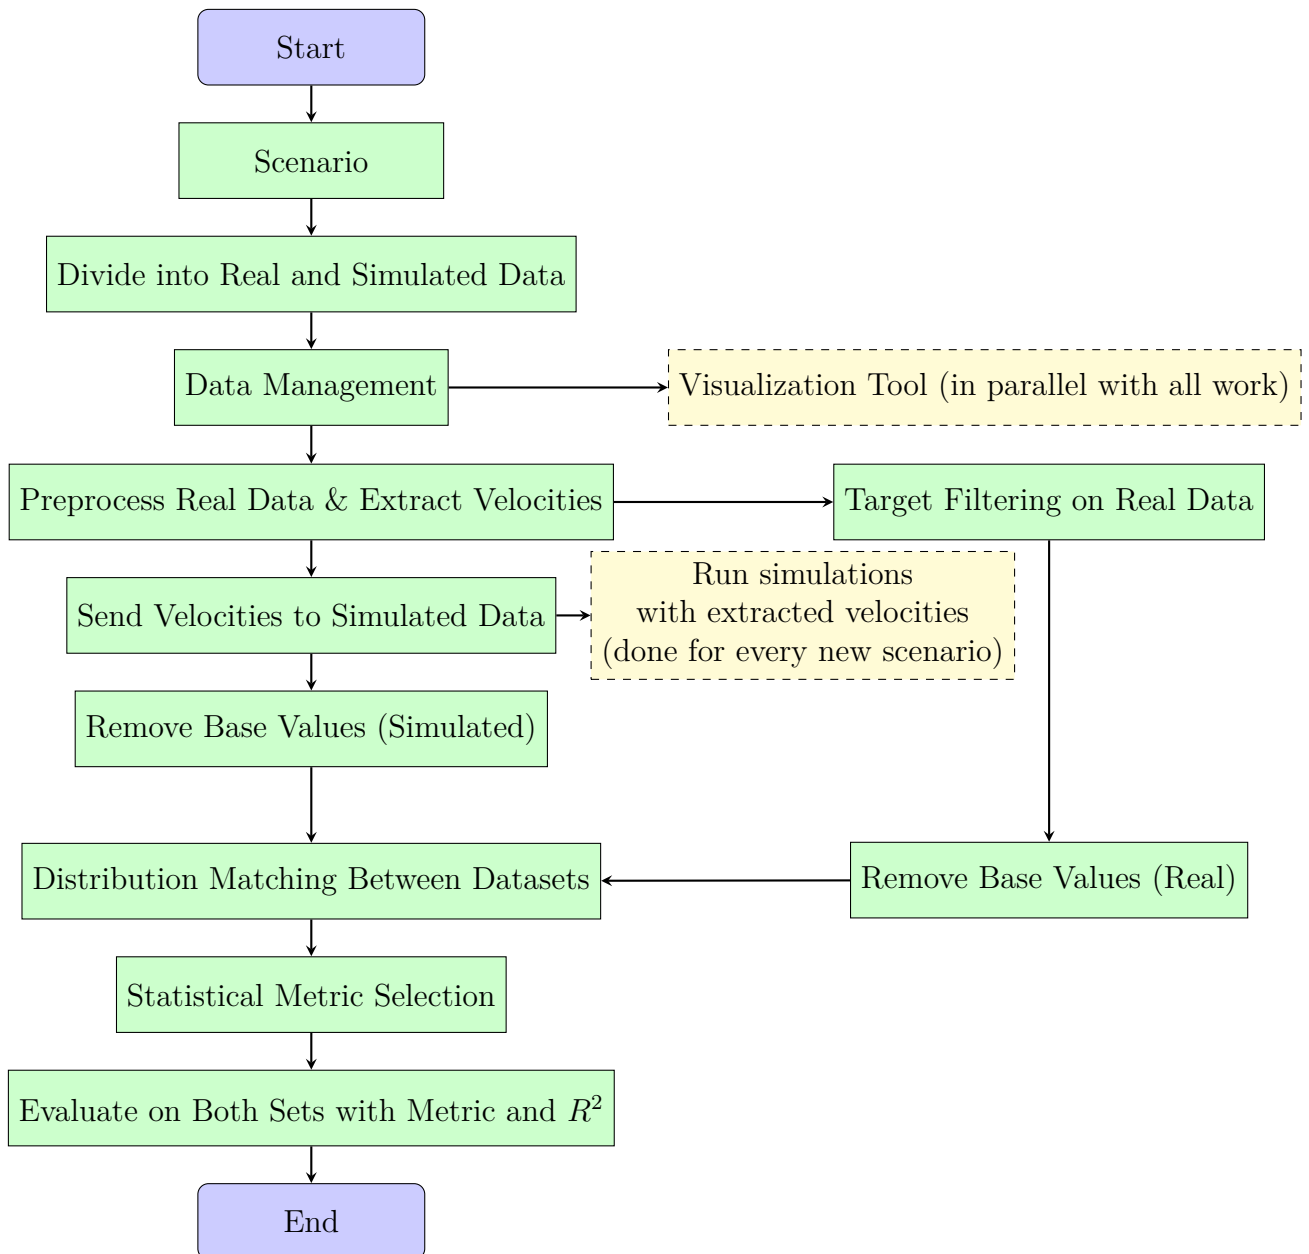 Start
Scenario
Divide into Real and Simulated Data
Data Management
Visualization Tool (in parallel with all work)
Preprocess Real Data & Extract Velocities
Target Filtering on Real Data
Send Velocities to Simulated Data
Run simulations
with extracted velocities
(done for every new scenario)
Remove Base Values (Simulated)
Distribution Matching Between Datasets
Remove Base Values (Real)
Statistical Metric Selection
Evaluate on Both Sets with Metric and R²
End